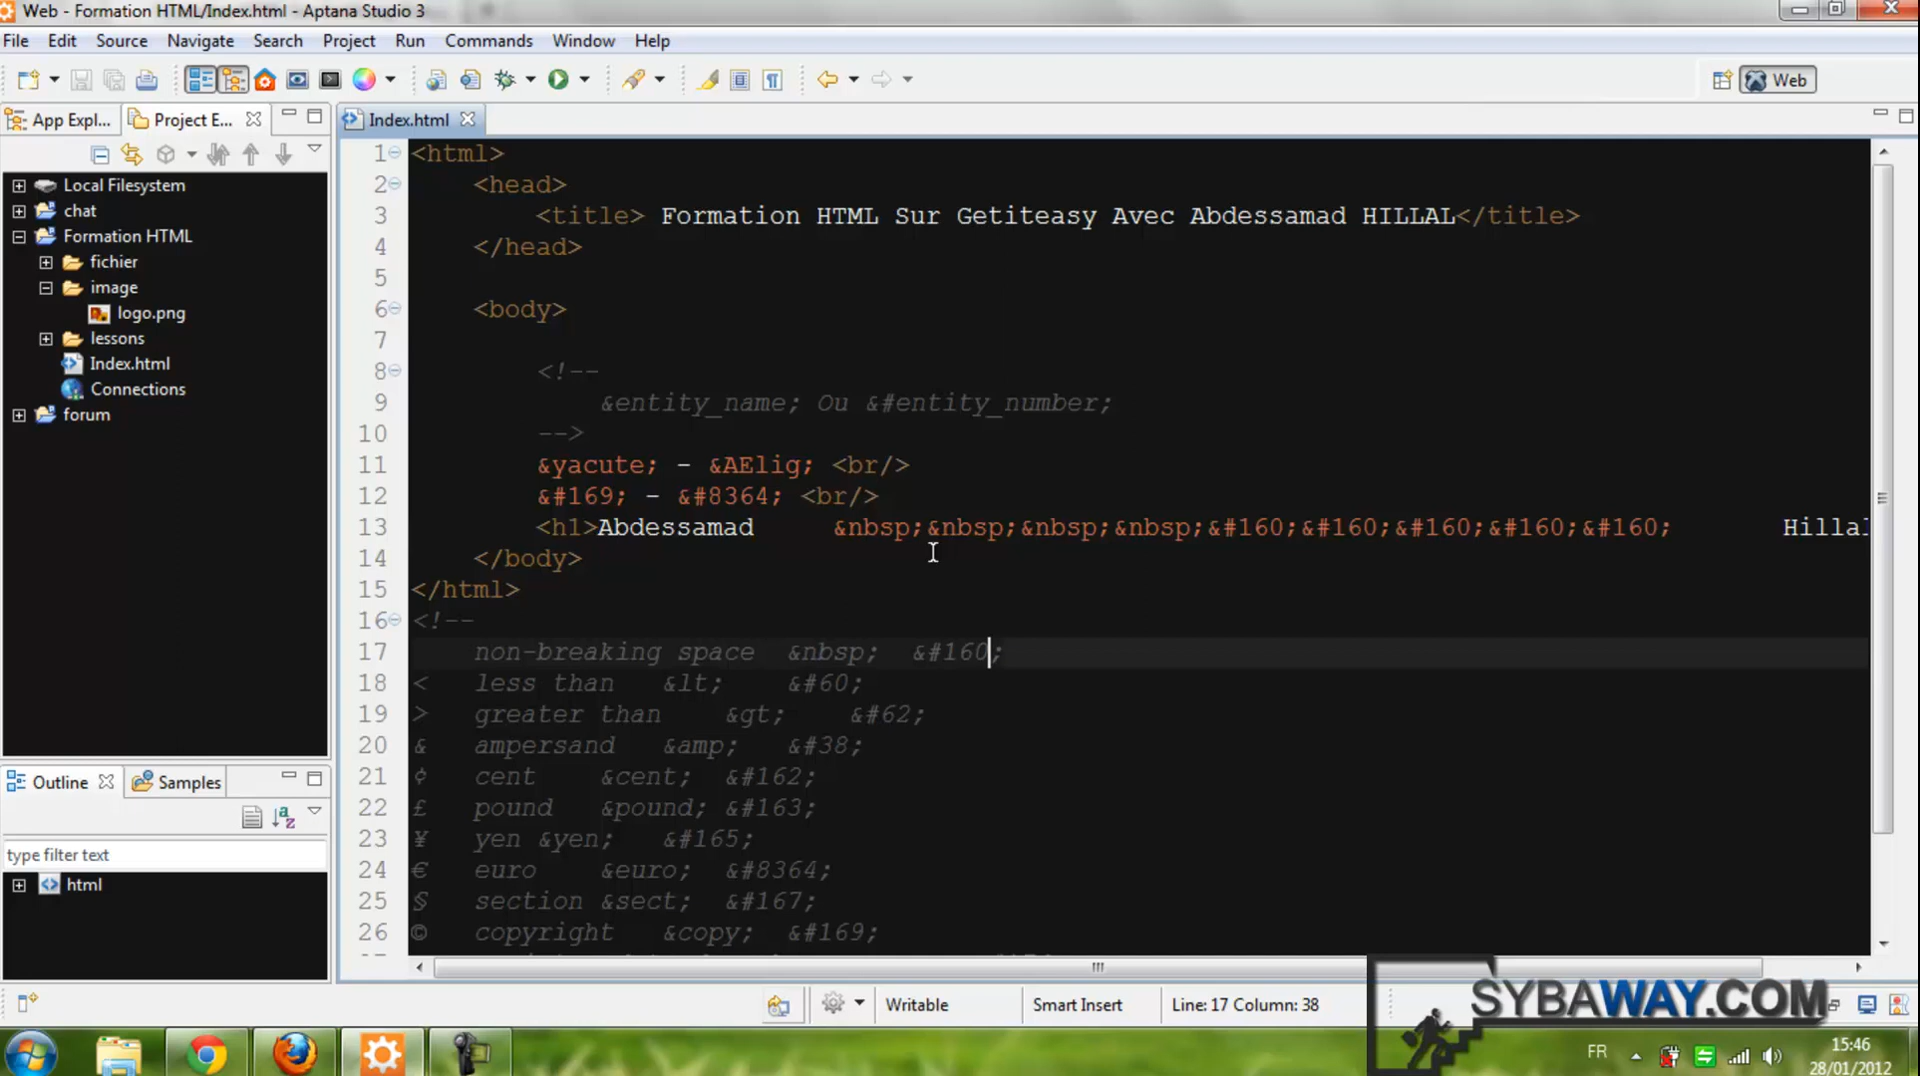 Web - Formation HTML/Index.html - Aptana Studio 3
File Edit Source Navigate Search Project Run Commands Window Help
Web
App Expl...
Project E...
Index.html
Local Filesystem
chat
Formation HTML
fichier
image
logo.png
lessons
Index.html
Connections
forum
1 <html>
2 <head>
3 <title> Formation HTML Sur Getiteasy Avec Abdessamad HILLAL</title>
4 </head>
5
6 <body>
7
8 <!--
9 &entity_name; Ou &#entity_number;
10 -->
11 &yacute; - &AElig; <br/>
12 &#169; - &#8364; <br/>
13 <h1>Abdessamad &nbsp;&nbsp;&nbsp;&nbsp;&#160;&#160;&#160;&#160;&#160; Hillal
14 </body>
15 </html>
16 <!--
17 non-breaking space &nbsp; &#160;
18 < less than &lt; &#60;
19 > greater than &gt; &#62;
20 & ampersand &amp; &#38;
21 ¢ cent &cent; &#162;
22 £ pound &pound; &#163;
23 ¥ yen &yen; &#165;
24 € euro &euro; &#8364;
25 § section &sect; &#167;
26 © copyright &copy; &#169;
Outline
Samples
type filter text
html
Writable
Smart Insert
Line: 17 Column: 38
SYBAWAY.COM
FR
15:46
28/01/2012